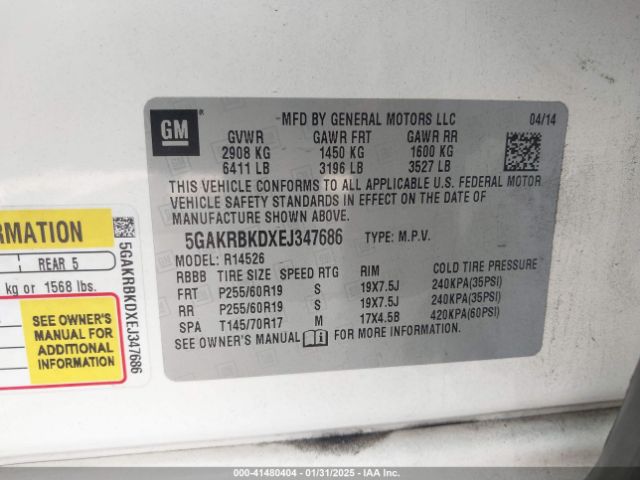 GM
MFD BY GENERAL MOTORS LLC 04/14
GVWR GAWR FRT GAWR RR
2908 KG 1450 KG 1600 KG
6411 LB 3196 LB 3527 LB
THIS VEHICLE CONFORMS TO ALL APPLICABLE U.S. FEDERAL MOTOR
VEHICLE SAFETY STANDARDS IN EFFECT ON THE DATE OF
MANUFACTURE SHOWN ABOVE.
5GAKRBKDXEJ347686 TYPE: M.P.V.
MODEL: R14526
RBBB TIRE SIZE SPEED RTG RIM COLD TIRE PRESSURE
FRT P255/60R19 S 19X7.5J 240KPA(35PSI)
RR P255/60R19 S 19X7.5J 240KPA(35PSI)
SPA T145/70R17 M 17X4.5B 420KPA(60PSI)
SEE OWNER'S MANUAL FOR MORE INFORMATION.
RMATION
REAR 5
kg or 1568 lbs.
SEE OWNER'S
MANUAL FOR
ADDITIONAL
INFORMATION
5GAKRBKDXEJ347686
000-41480404 - 01/31/2025 - IAA Inc.